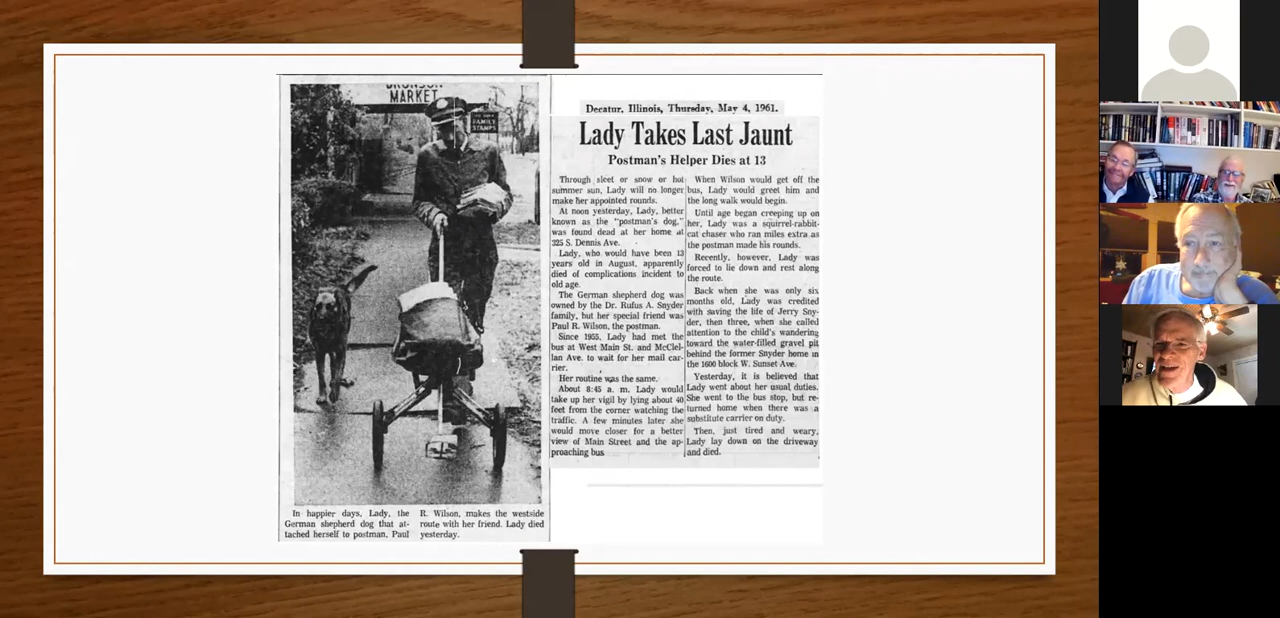 MARKET
FAMILY
STAMPS
In happier days, Lady, the
German shepherd dog that at-
tached herself to postman, Paul
R. Wilson, makes the westside
route with her friend. Lady died
yesterday.
Decatur, Illinois, Thursday, May 4, 1961.
Lady Takes Last Jaunt
Postman's Helper Dies at 13
Through sleet or snow or hot
summer sun, Lady will no longer
make her appointed rounds.
At noon yesterday, Lady, better
known as the "postman's dog,"
was found dead at her home at
325 S. Dennis Ave.
Lady, who would have been 13
years old in August, apparently
died of complications incident to
old age.
The German shepherd dog was
owned by the Dr. Rufus A. Snyder
family, but her special friend was
Paul R. Wilson, the postman.
Since 1955, Lady had met the
bus at West Main St. and McClel-
lan Ave. to wait for her mail car-
rier.
Her routine was the same.
About 8:45 a. m. Lady would
take up her vigil by lying about 40
feet from the corner watching the
traffic. A few minutes later she
would move closer for a better
view of Main Street and the ap-
proaching bus
When Wilson would get off the
bus, Lady would greet him and
the long walk would begin.
Until age began creeping up on
her, Lady was a squirrel-rabbit-
cat chaser who ran miles extra as
the postman made his rounds.
Recently, however, Lady was
forced to lie down and rest along
the route.
Back when she was only six
months old, Lady was credited
with saving the life of Jerry Sny-
der, then three, when she called
attention to the child's wandering
toward the water-filled gravel pit
behind the former Snyder home in
the 1600 block W. Sunset Ave.
Yesterday, it is believed that
Lady went about her usual duties.
She went to the bus stop, but re-
turned home when there was a
substitute carrier on duty.
Then, just tired and weary,
Lady lay down on the driveway
and died.